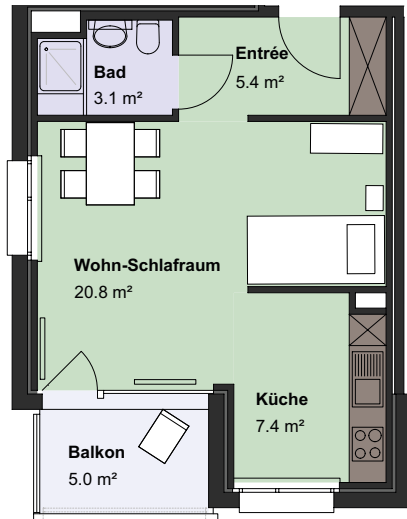 Entrée
5.4 m²
Bad
3.1 m²
Wohn-Schlafraum
20.8 m²
Küche
7.4 m²
Balkon
5.0 m²